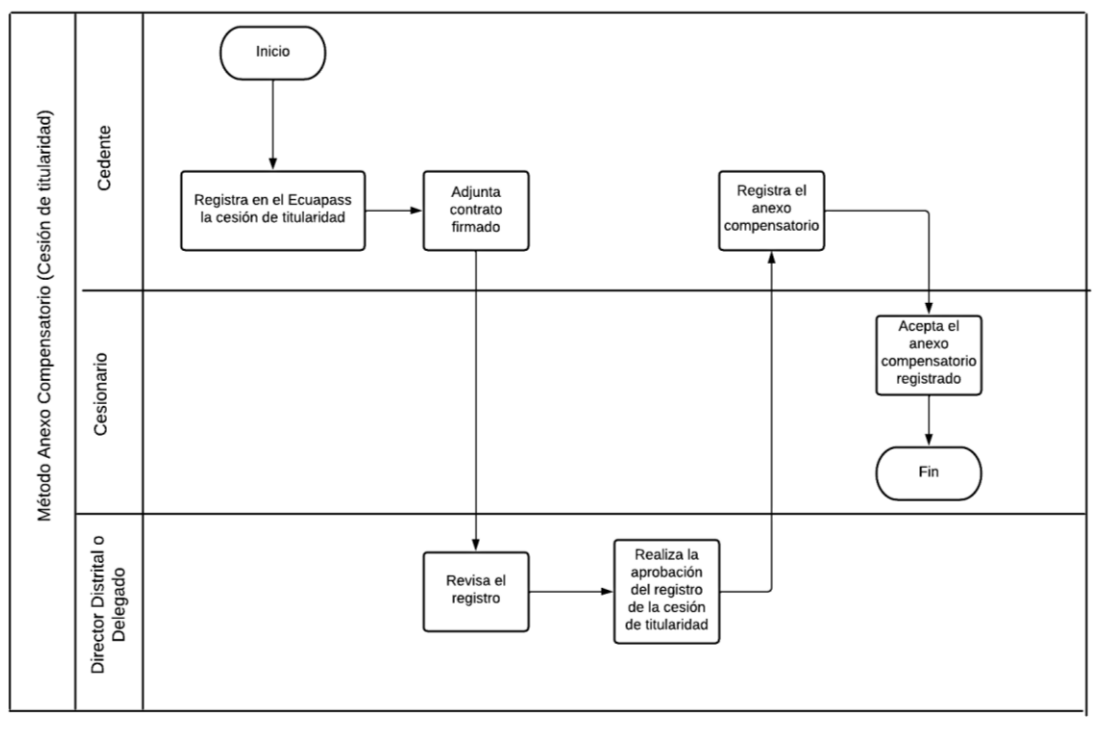 Método Anexo Compensatorio (Cesión de titularidad)
Cedente
Inicio
Registra en el Ecuapass
la cesión de titularidad
Adjunta
contrato
firmado
Registra el
anexo
compensatorio
Cesionario
Acepta el
anexo
compensatorio
registrado
Fin
Director Distrital o
Delegado
Revisa el
registro
Realiza la
aprobación
del registro
de la cesión
de titularidad